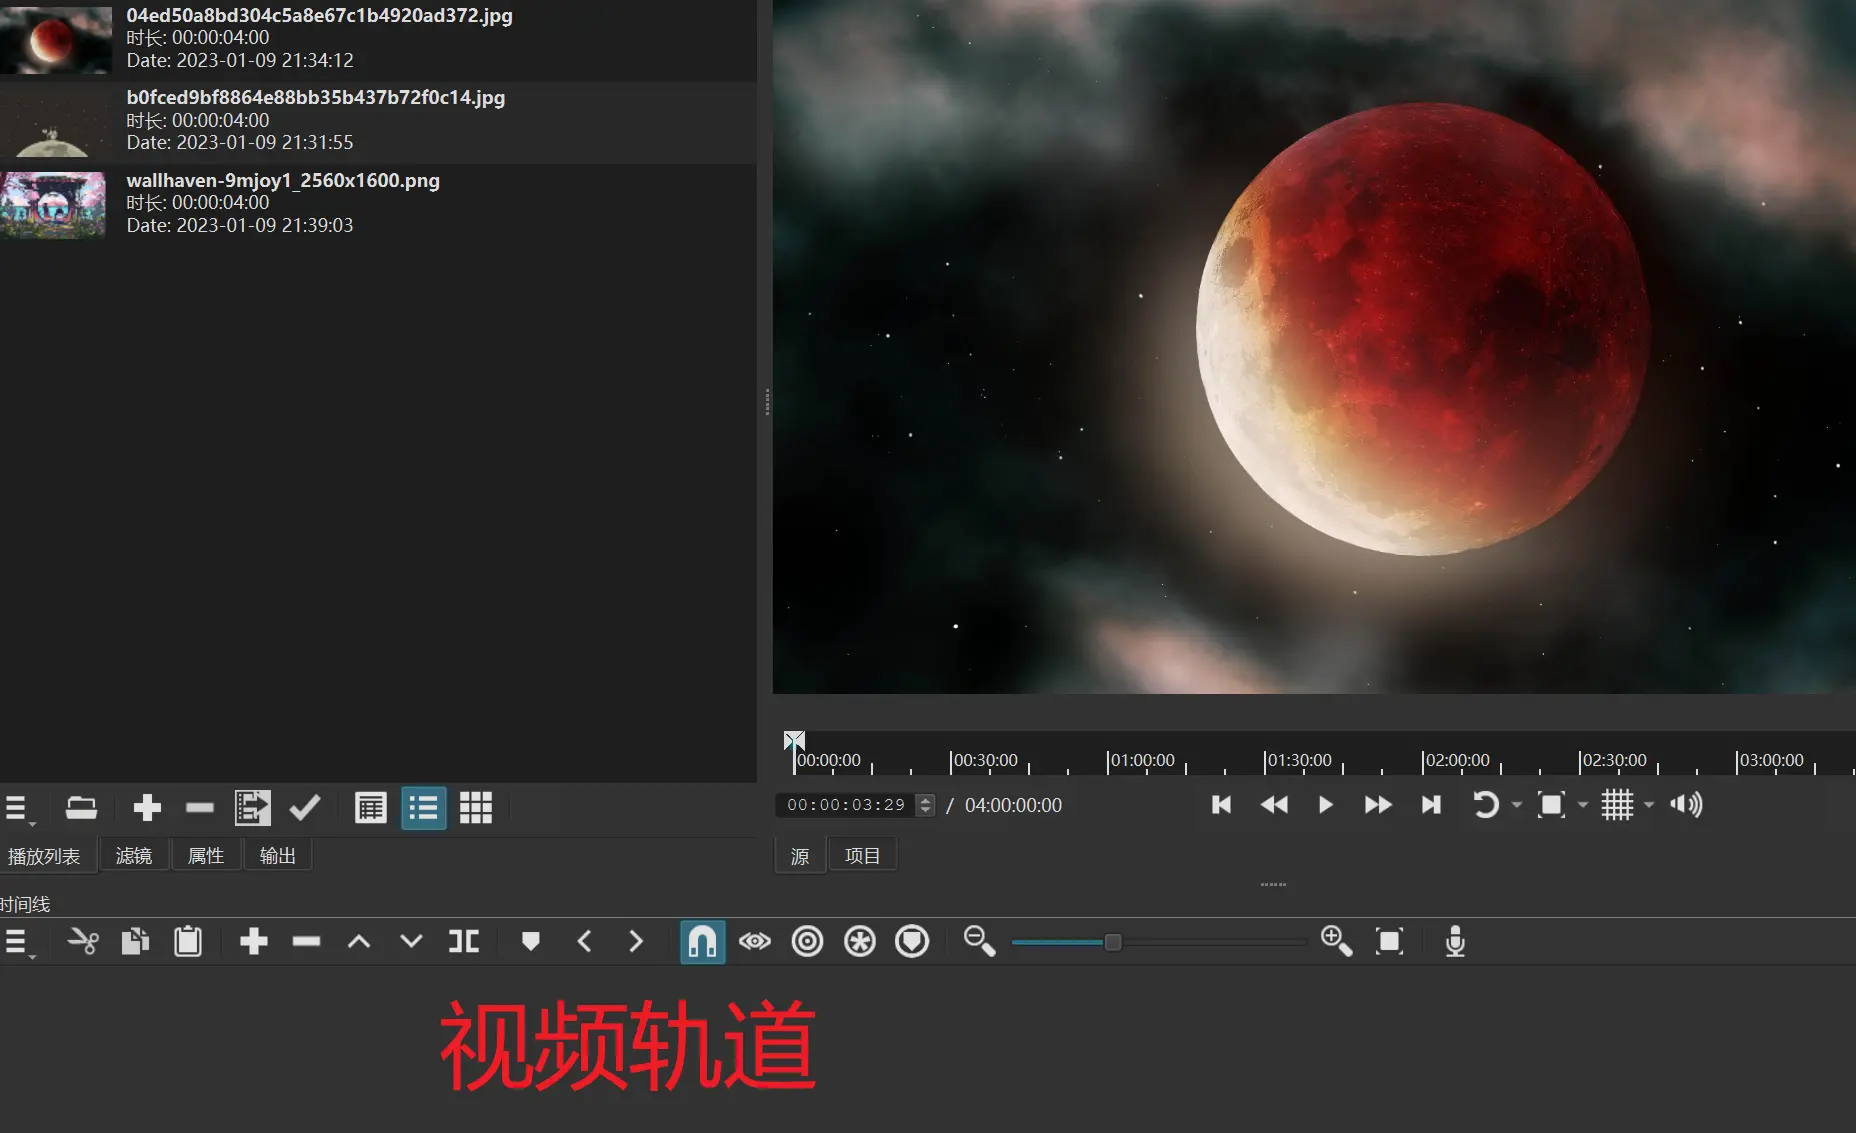 04ed50a8bd304c5a8e67c1b4920ad372.jpg
时长: 00:00:04:00
Date: 2023-01-09 21:34:12
b0fced9bf8864e88bb35b437b72f0c14.jpg
时长: 00:00:04:00
Date: 2023-01-09 21:31:55
wallhaven-9mjoy1_2560x1600.png
时长: 00:00:04:00
Date: 2023-01-09 21:39:03
00:00:00 00:30:00 01:00:00 01:30:00 02:00:00 02:30:00 03:00:00
00:00:03:29 / 04:00:00:00
播放列表 滤镜 属性 输出
源 项目
时间线
视频轨道